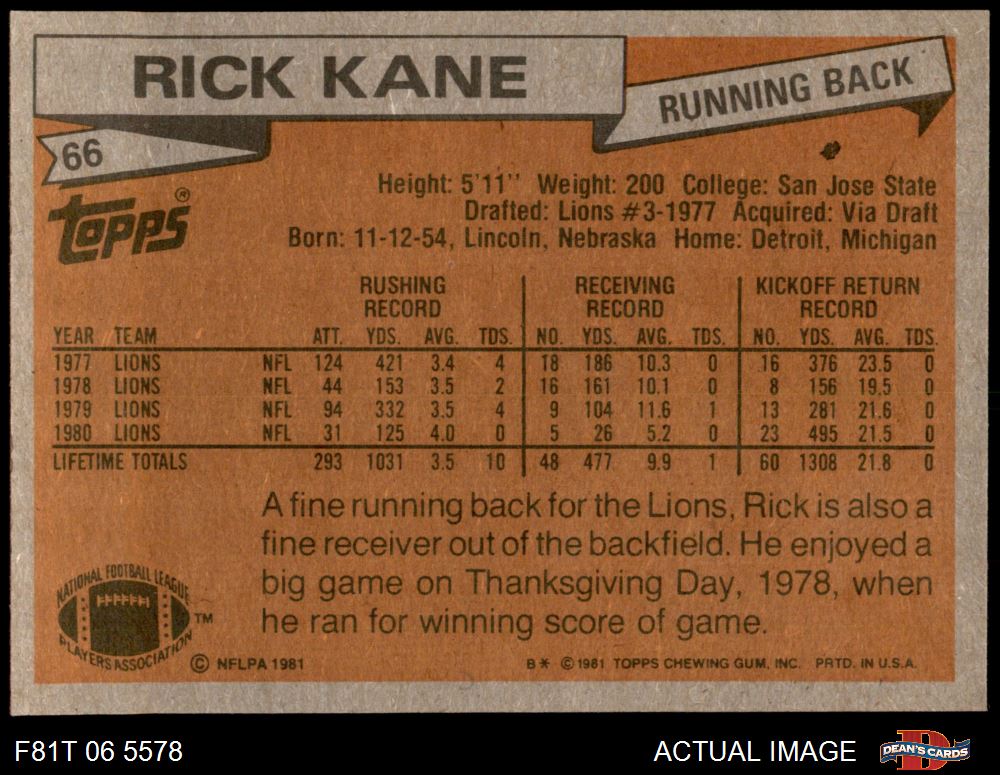 RICK KANE
RUNNING BACK
66
Topps®
Height: 5'11" Weight: 200 College: San Jose State
Drafted: Lions #3-1977 Acquired: Via Draft
Born: 11-12-54, Lincoln, Nebraska Home: Detroit, Michigan
RUSHING RECORD RECEIVING RECORD KICKOFF RETURN RECORD
YEAR TEAM ATT. YDS. AVG. TDS. NO. YDS. AVG. TDS. NO. YDS. AVG. TDS.
1977 LIONS NFL 124 421 3.4 4 18 186 10.3 0 16 376 23.5 0
1978 LIONS NFL 44 153 3.5 2 16 161 10.1 0 8 156 19.5 0
1979 LIONS NFL 94 332 3.5 4 9 104 11.6 1 13 281 21.6 0
1980 LIONS NFL 31 125 4.0 0 5 26 5.2 0 23 495 21.5 0
LIFETIME TOTALS 293 1031 3.5 10 48 477 9.9 1 60 1308 21.8 0
A fine running back for the Lions, Rick is also a
fine receiver out of the backfield. He enjoyed a
big game on Thanksgiving Day, 1978, when
he ran for winning score of game.
NATIONAL FOOTBALL LEAGUE
PLAYERS ASSOCIATION
TM
© NFLPA 1981
B* © 1981 TOPPS CHEWING GUM, INC. PRTD. IN U.S.A.
F81T 06 5578
ACTUAL IMAGE
D
DEAN'S CARDS